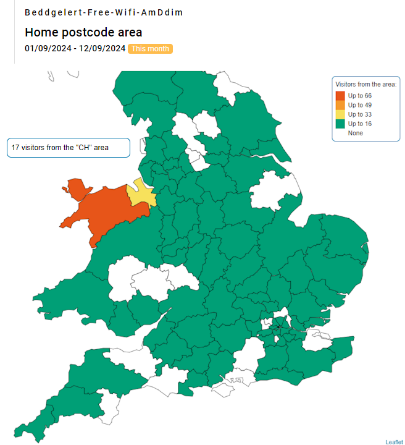 Beddgelert-Free-Wifi-AmDdim
Home postcode area
01/09/2024 - 12/09/2024 This month
Visitors from the area:
Up to 66
Up to 49
Up to 33
Up to 16
None
17 visitors from the "CH" area
Leaflet